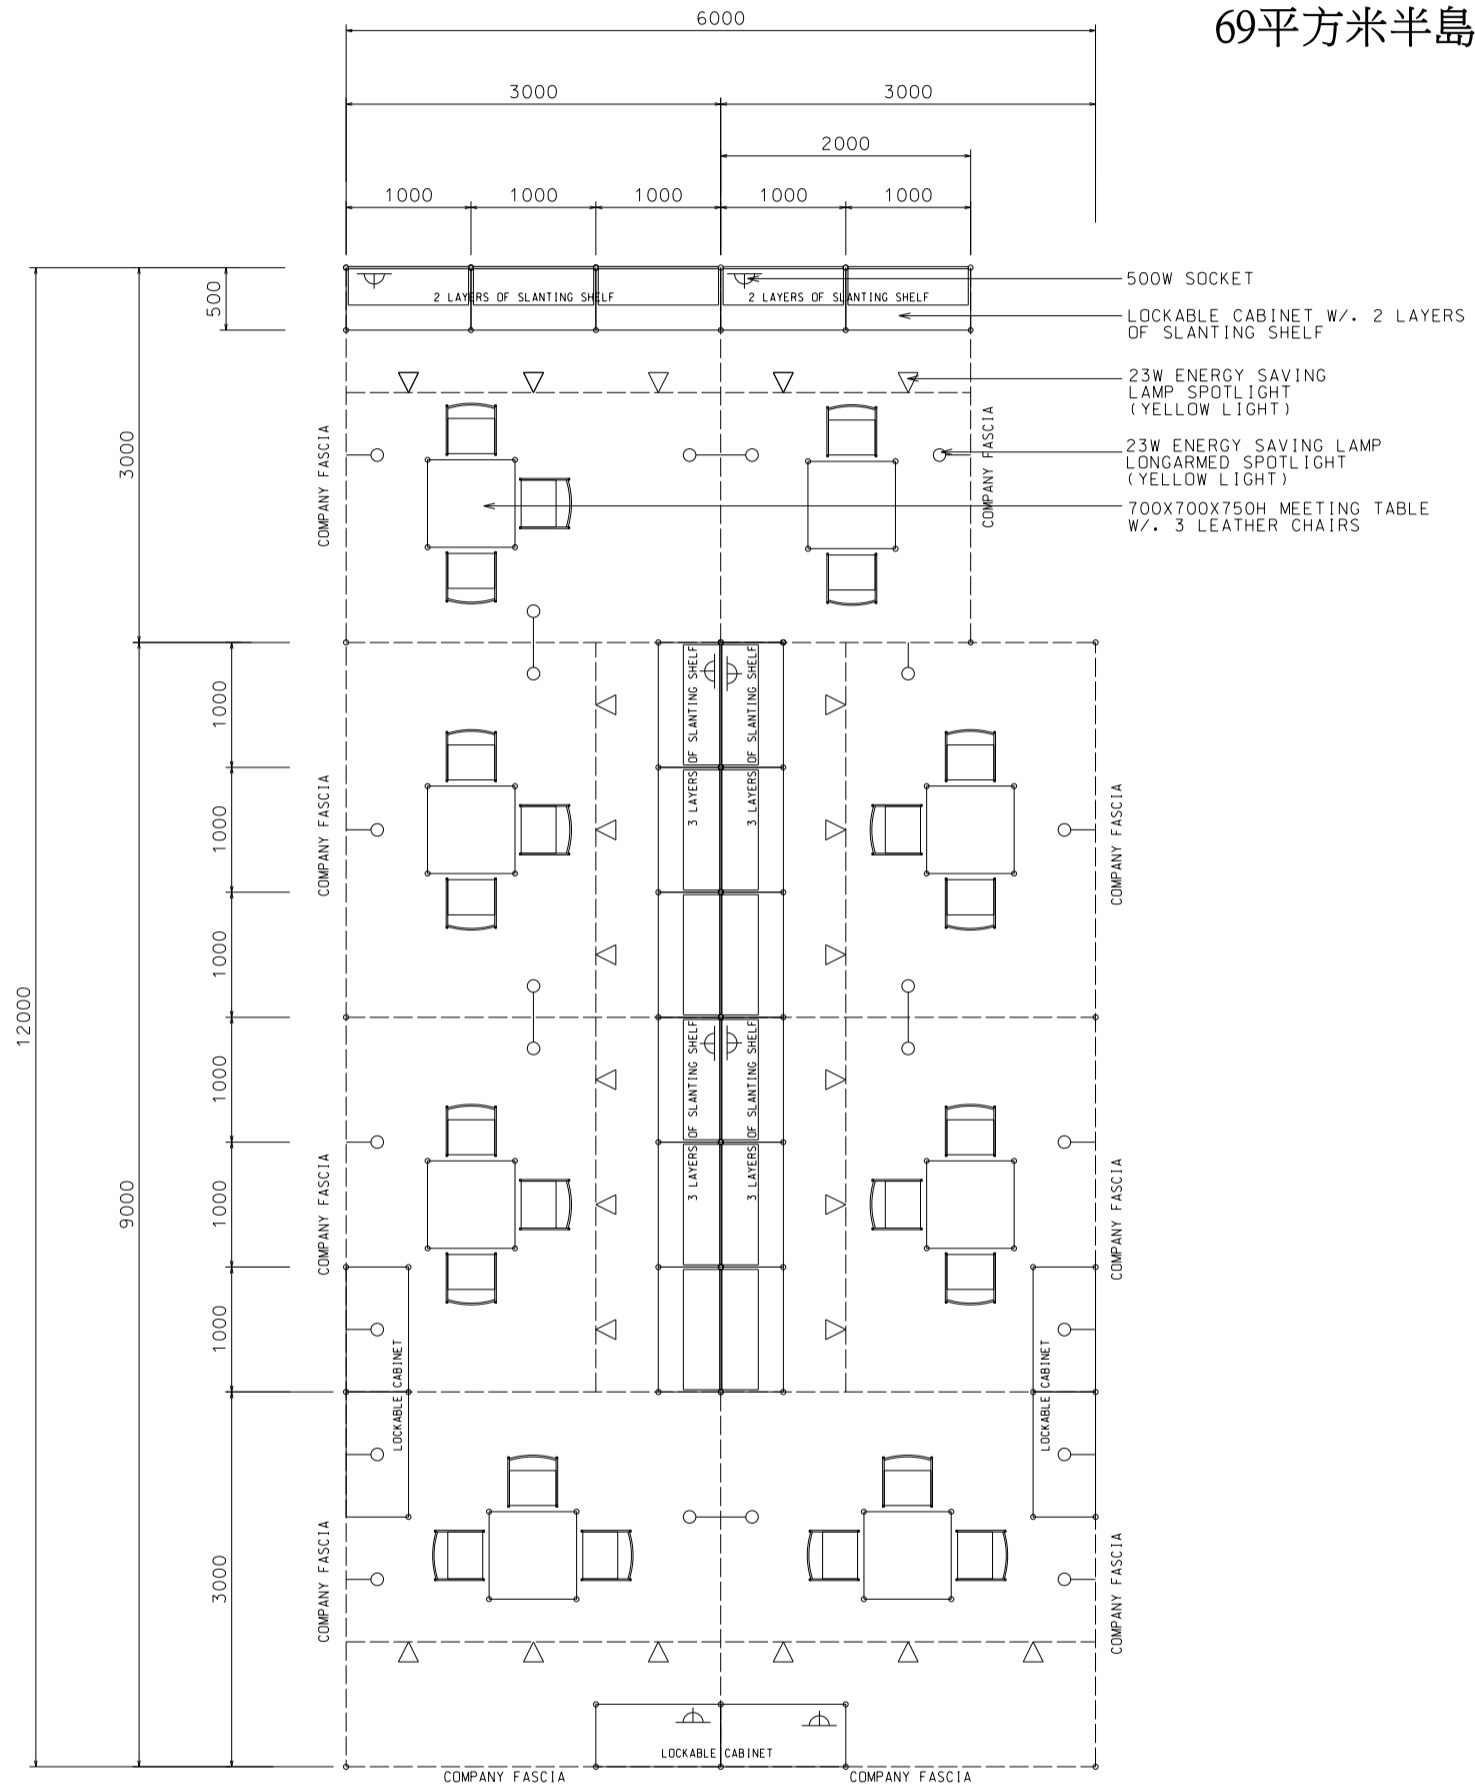 69平方米半島
6000
3000
3000
2000
1000
1000
1000
1000
1000
500
2 LAYERS OF SLANTING SHELF
2 LAYERS OF SLANTING SHELF
500W SOCKET
LOCKABLE CABINET W/. 2 LAYERS
OF SLANTING SHELF
23W ENERGY SAVING
LAMP SPOTLIGHT
(YELLOW LIGHT)
23W ENERGY SAVING LAMP
LONGARMED SPOTLIGHT
(YELLOW LIGHT)
700X700X750H MEETING TABLE
W/. 3 LEATHER CHAIRS
3000
COMPANY FASCIA
COMPANY FASCIA
12000
9000
1000
1000
1000
1000
1000
1000
3000
3 LAYERS OF SLANTING SHELF
3 LAYERS OF SLANTING SHELF
COMPANY FASCIA
COMPANY FASCIA
3 LAYERS OF SLANTING SHELF
3 LAYERS OF SLANTING SHELF
COMPANY FASCIA
COMPANY FASCIA
LOCKABLE CABINET
LOCKABLE CABINET
COMPANY FASCIA
COMPANY FASCIA
LOCKABLE CABINET
COMPANY FASCIA
COMPANY FASCIA